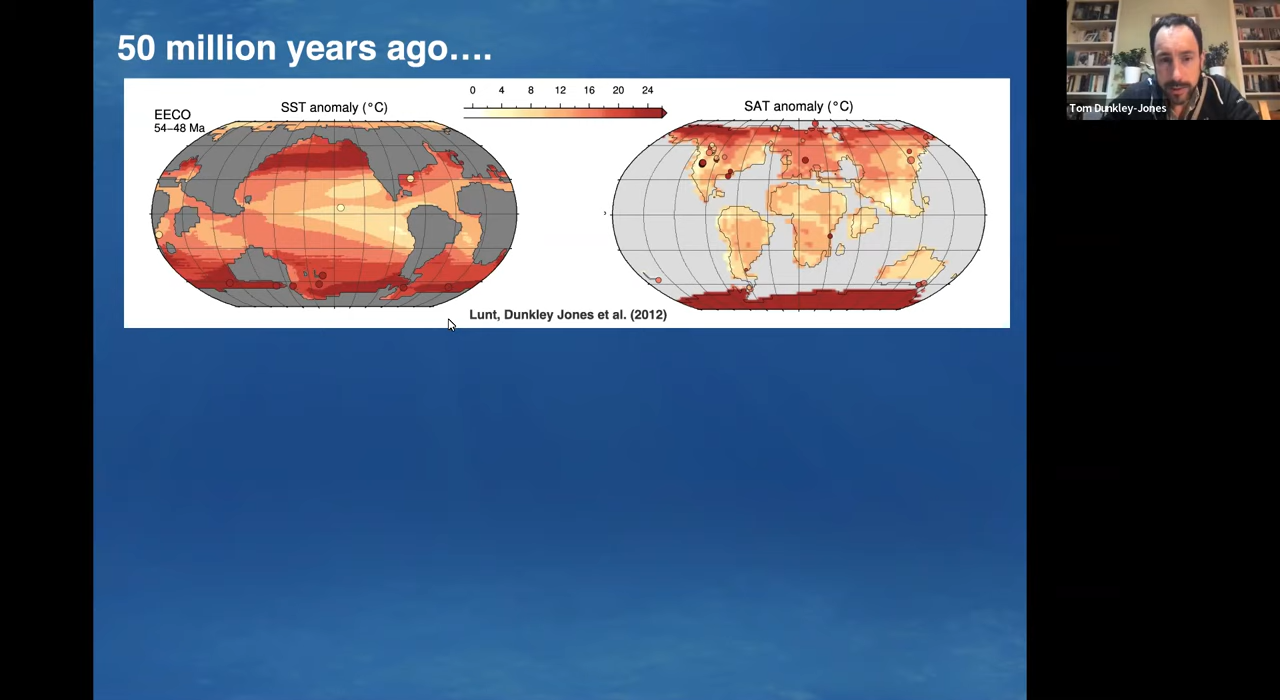 50 million years ago....
Tom Dunkley-Jones
0 4 8 12 16 20 24
SST anomaly (°C)
SAT anomaly (°C)
EECO
54–48 Ma
Lunt, Dunkley Jones et al. (2012)